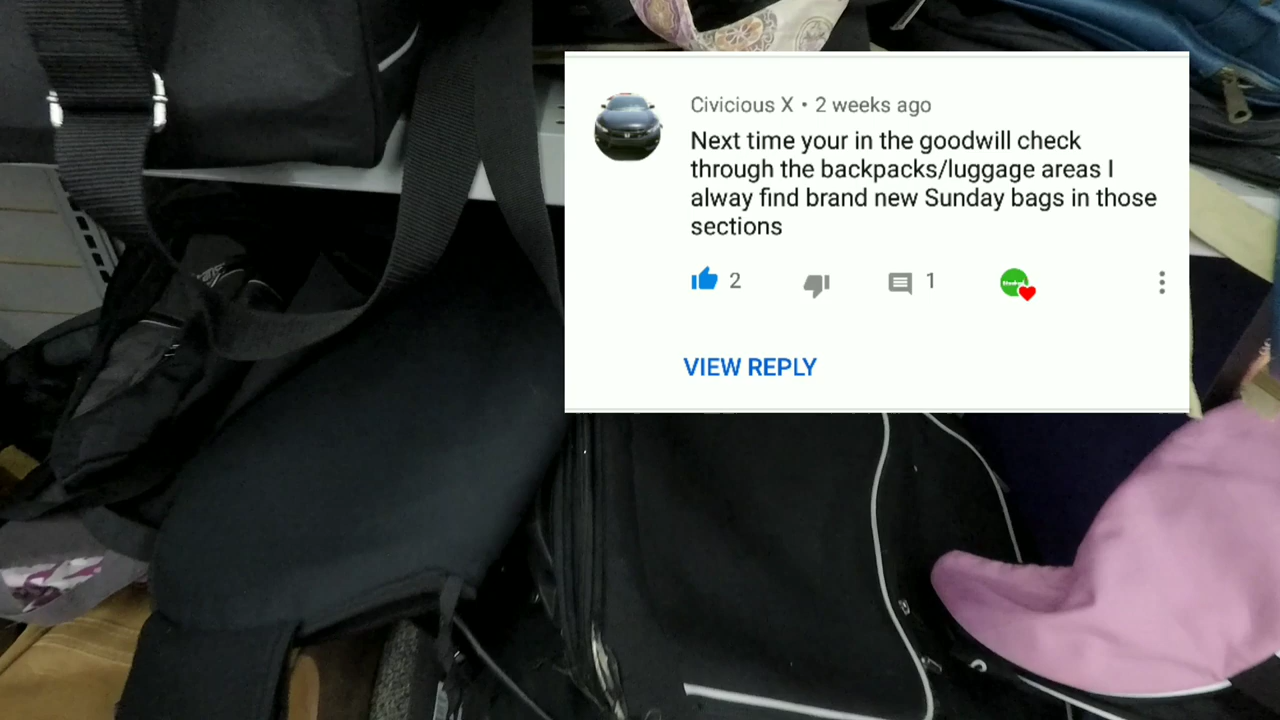 Civicious X • 2 weeks ago
Next time your in the goodwill check
through the backpacks/luggage areas I
alway find brand new Sunday bags in those
sections
2
1
VIEW REPLY